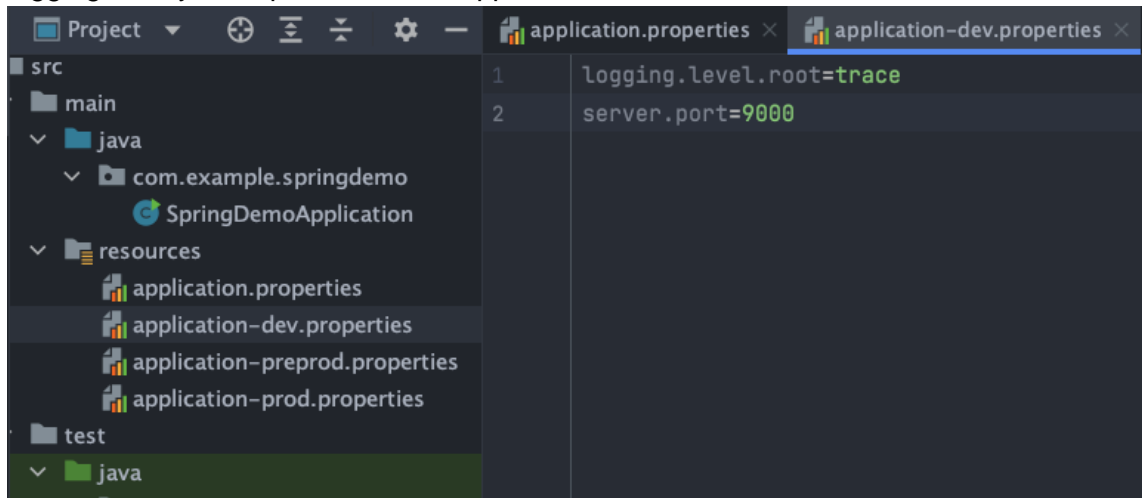 Project
src
main
java
com.example.springdemo
SpringDemoApplication
resources
application.properties
application-dev.properties
application-preprod.properties
application-prod.properties
test
java
application.properties
application-dev.properties
1 logging.level.root=trace
2 server.port=9000